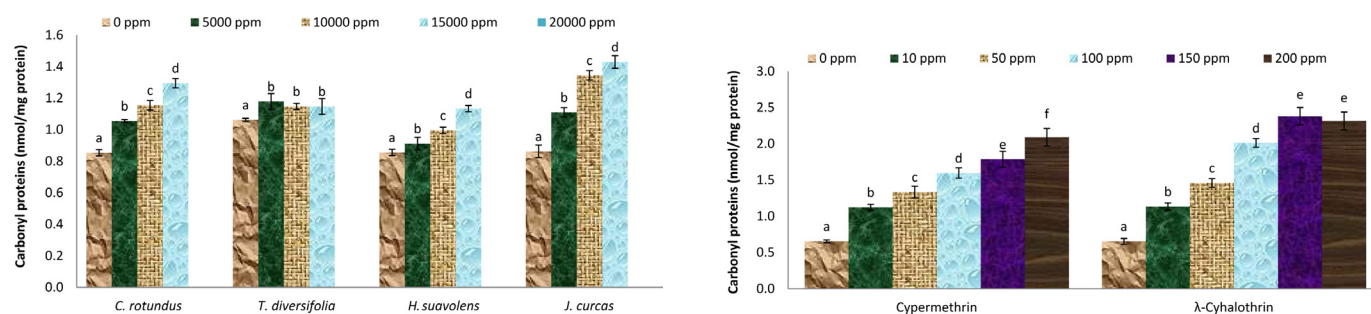 0 ppm 5000 ppm 10000 ppm 15000 ppm 20000 ppm
Carbonyl proteins (nmol/mg protein)
1.6
1.4
1.2
1.0
0.8
0.6
0.4
0.2
0.0
a b c d
a b b b
a b c d
a b c d
C. rotundus T. diversifolia H. suavolens J. curcas
0 ppm 10 ppm 50 ppm 100 ppm 150 ppm 200 ppm
Carbonyl proteins (nmol/mg protein)
3.0
2.5
2.0
1.5
1.0
0.5
0.0
a b c d e f
a b c d e e
Cypermethrin λ-Cyhalothrin